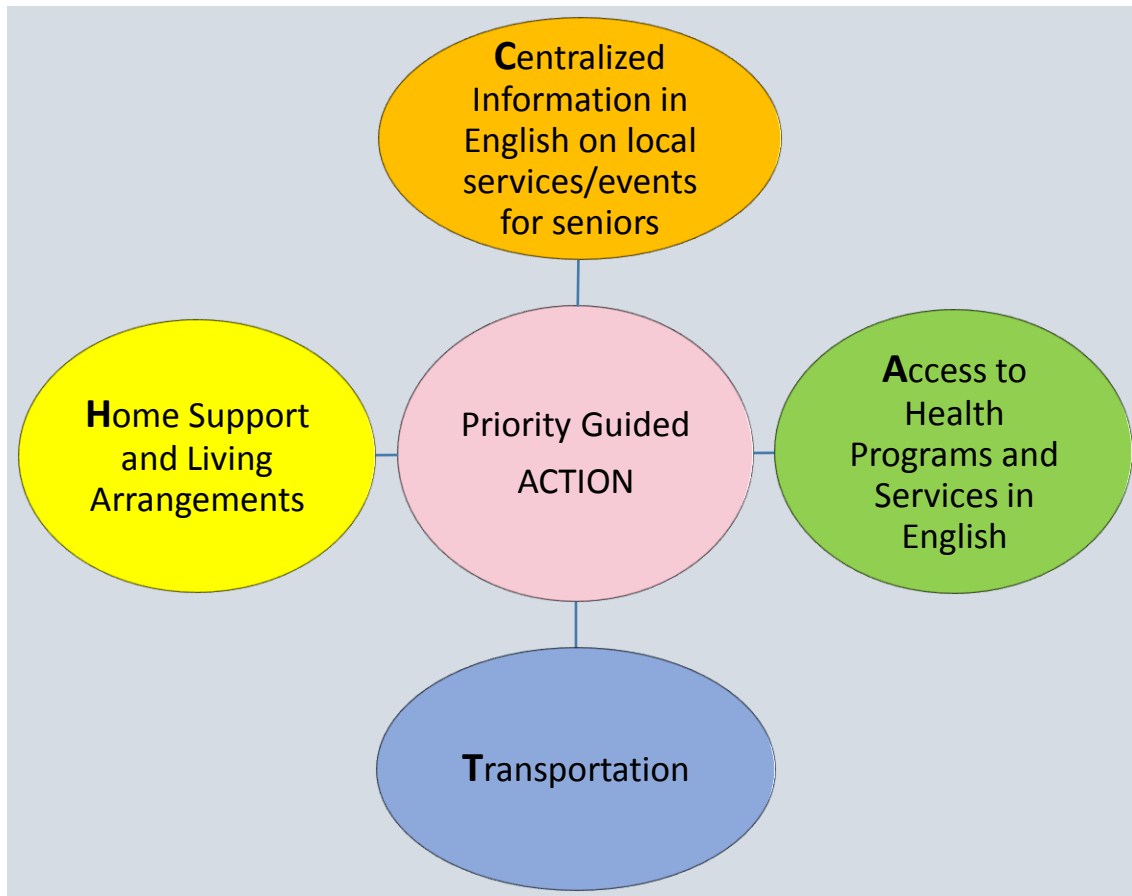 Centralized
Information in
English on local
services/events
for seniors
Home Support
and Living
Arrangements
Priority Guided
ACTION
Access to
Health
Programs and
Services in
English
Transportation